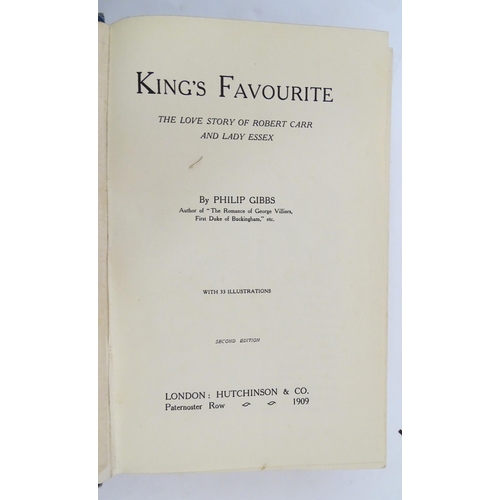 KING'S FAVOURITE
THE LOVE STORY OF ROBERT CARR
AND LADY ESSEX
By PHILIP GIBBS
Author of "The Romance of George Villiers,
First Duke of Buckingham," etc.
WITH 33 ILLUSTRATIONS
SECOND EDITION
LONDON: HUTCHINSON & CO.
Paternoster Row 1909